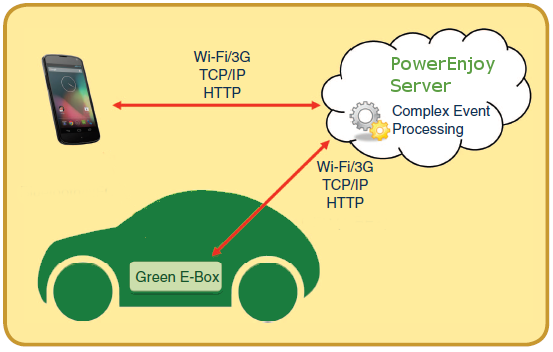 Wi-Fi/3G
TCP/IP
HTTP
PowerEnjoy
Server
Complex Event
Processing
Wi-Fi/3G
TCP/IP
HTTP
Green E-Box